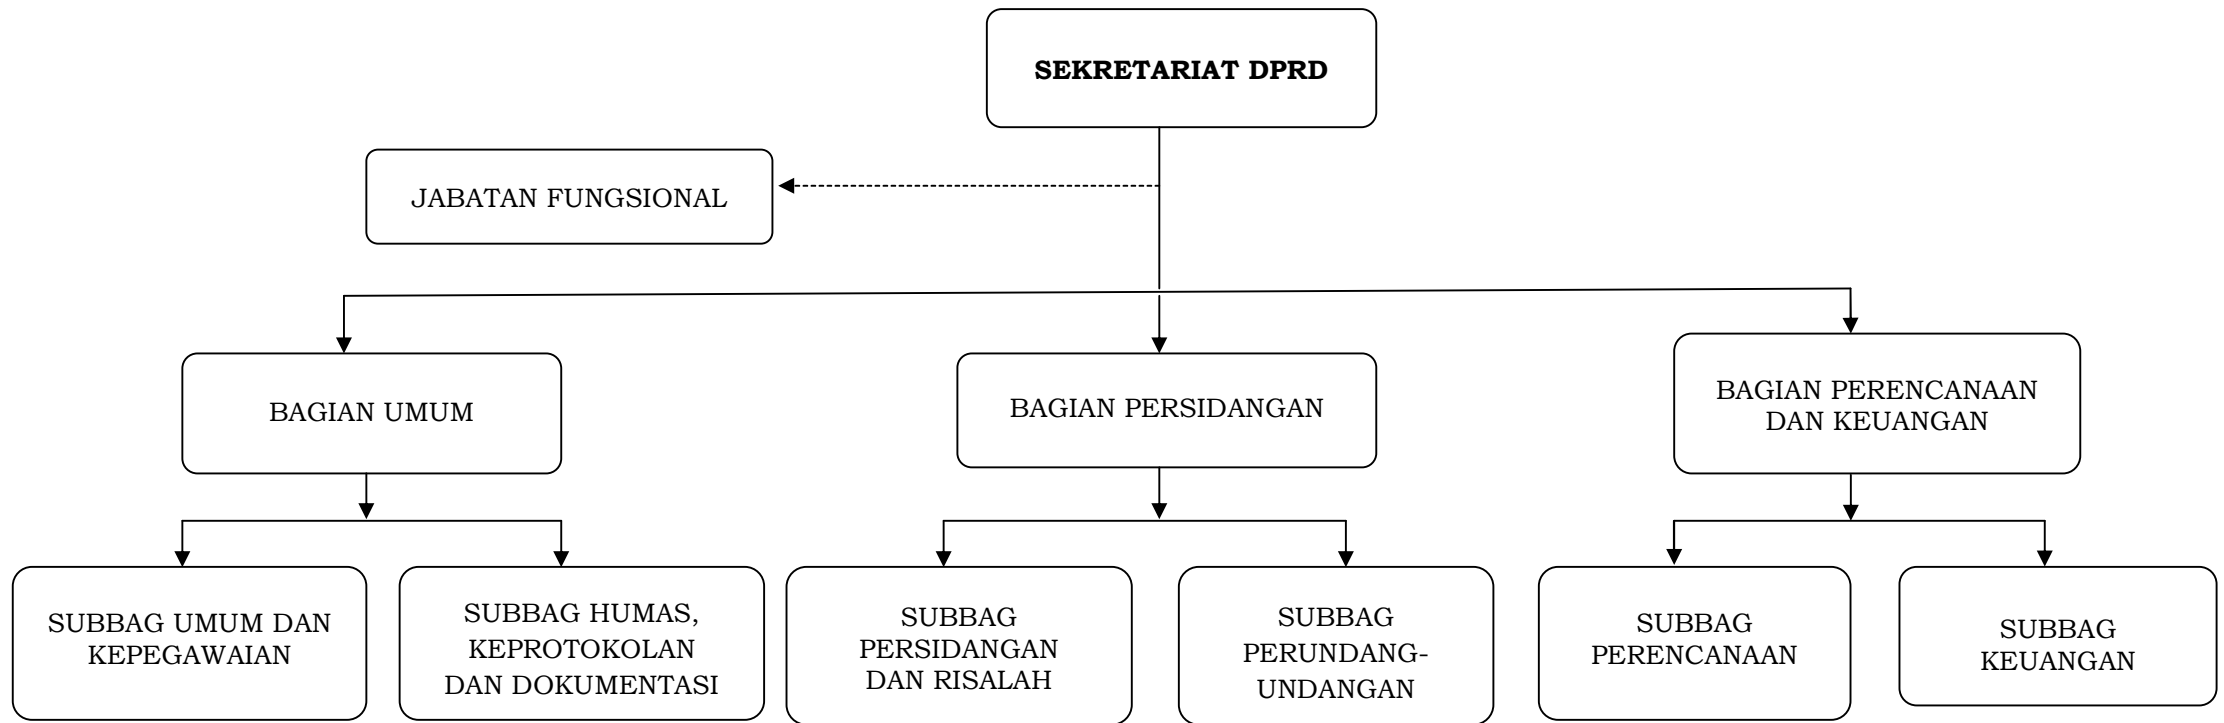 SEKRETARIAT DPRD
JABATAN FUNGSIONAL
BAGIAN UMUM
BAGIAN PERSIDANGAN
BAGIAN PERENCANAAN
DAN KEUANGAN
SUBBAG UMUM DAN
KEPEGAWAIAN
SUBBAG HUMAS,
KEPROTOKOLAN
DAN DOKUMENTASI
SUBBAG
PERSIDANGAN
DAN RISALAH
SUBBAG
PERUNDANG-
UNDANGAN
SUBBAG
PERENCANAAN
SUBBAG
KEUANGAN